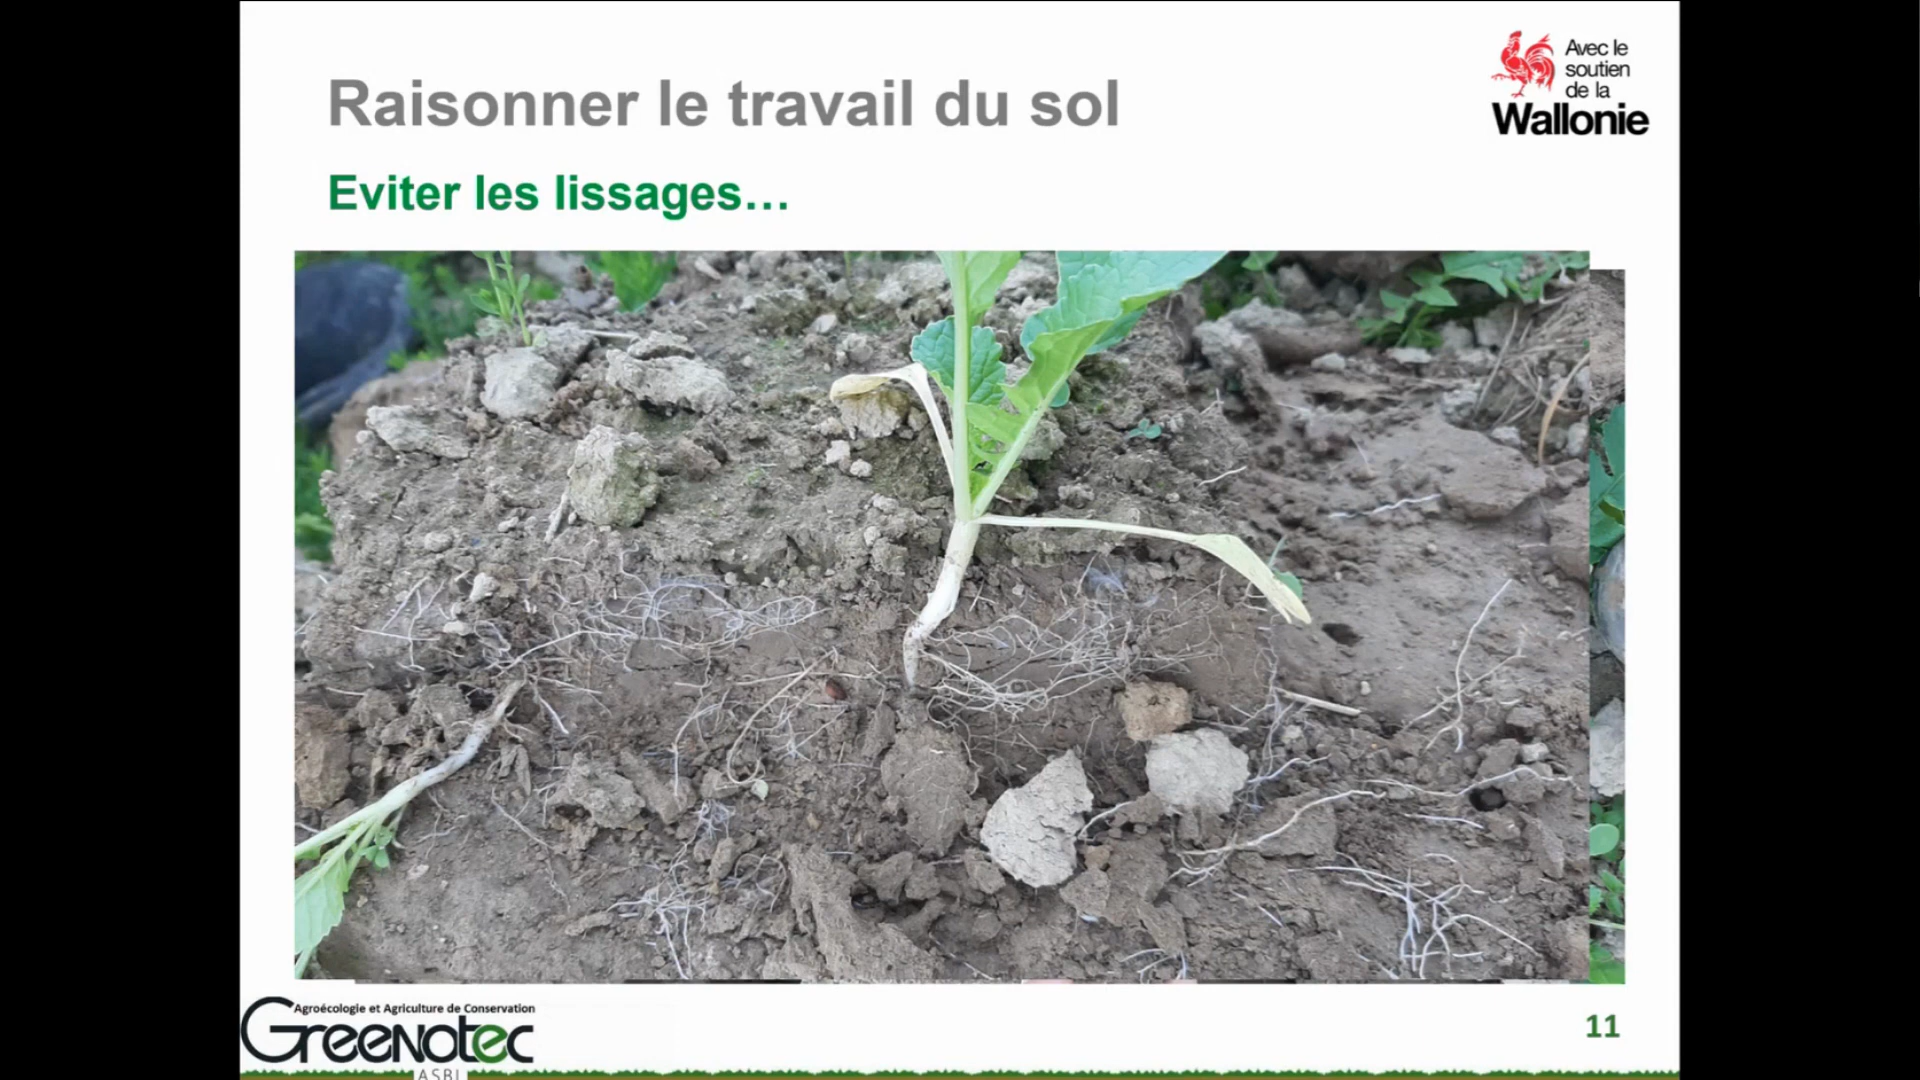 Raisonner le travail du sol
Avec le
soutien
de la
Wallonie
Eviter les lissages...
Agroécologie et Agriculture de Conservation
Greenotec
ASBL
11